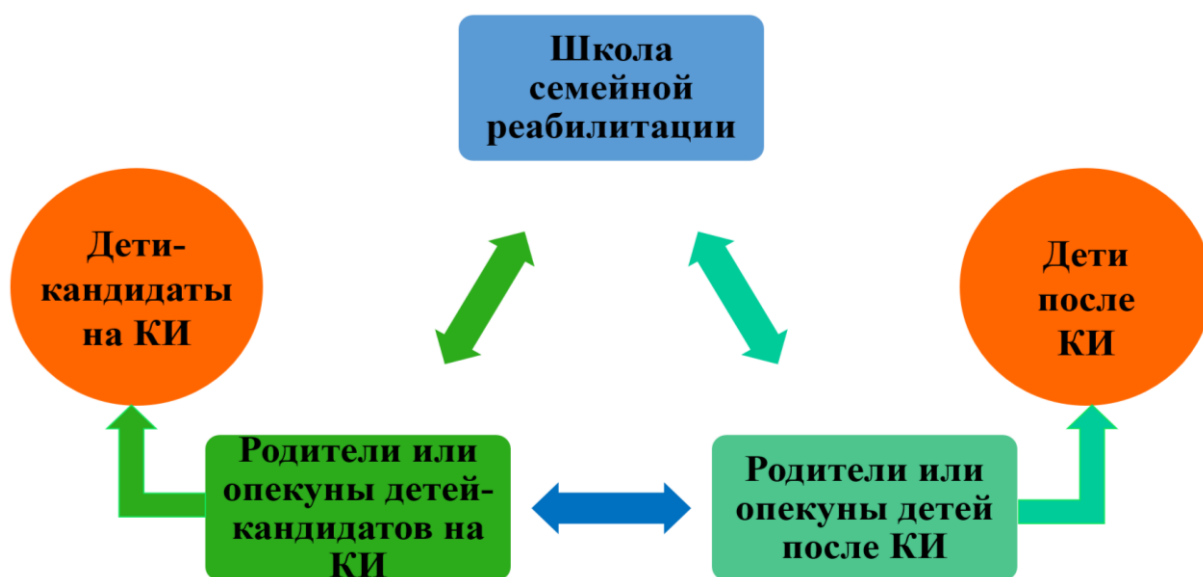 Школа
семейной
реабилитации
Дети-
кандидаты
на КИ
Дети
после
КИ
Родители или
опекуны детей-
кандидатов на
КИ
Родители или
опекуны детей
после КИ